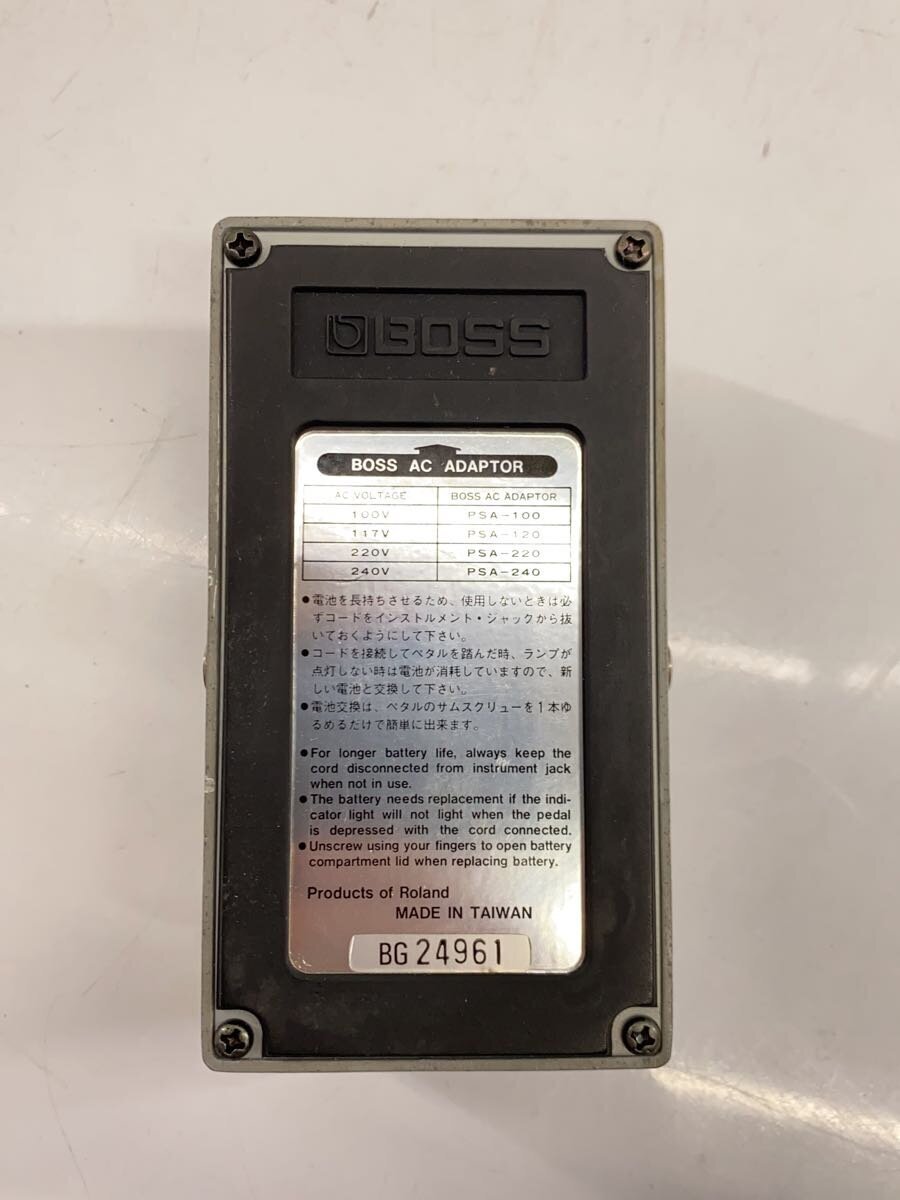 BOSS
BOSS AC ADAPTOR
AC VOLTAGE BOSS AC ADAPTOR
100V PSA-100
117V PSA-120
220V PSA-220
240V PSA-240
●電池を長持ちさせるため、使用しないときは必
ずコードをインストルメント・ジャックから抜
いておくようにして下さい。
●コードを接続してペタルを踏んだ時、ランプが
点灯しない時は電池が消耗していますので、新
しい電池と交換して下さい。
●電池交換は、ペタルのサムスクリューを1本ゆ
るめるだけで簡単に出来ます。
●For longer battery life, always keep the
cord disconnected from instrument jack
when not in use.
●The battery needs replacement if the indi-
cator light will not light when the pedal
is depressed with the cord connected.
●Unscrew using your fingers to open battery
compartment lid when replacing battery.
Products of Roland
MADE IN TAIWAN
BG 24961